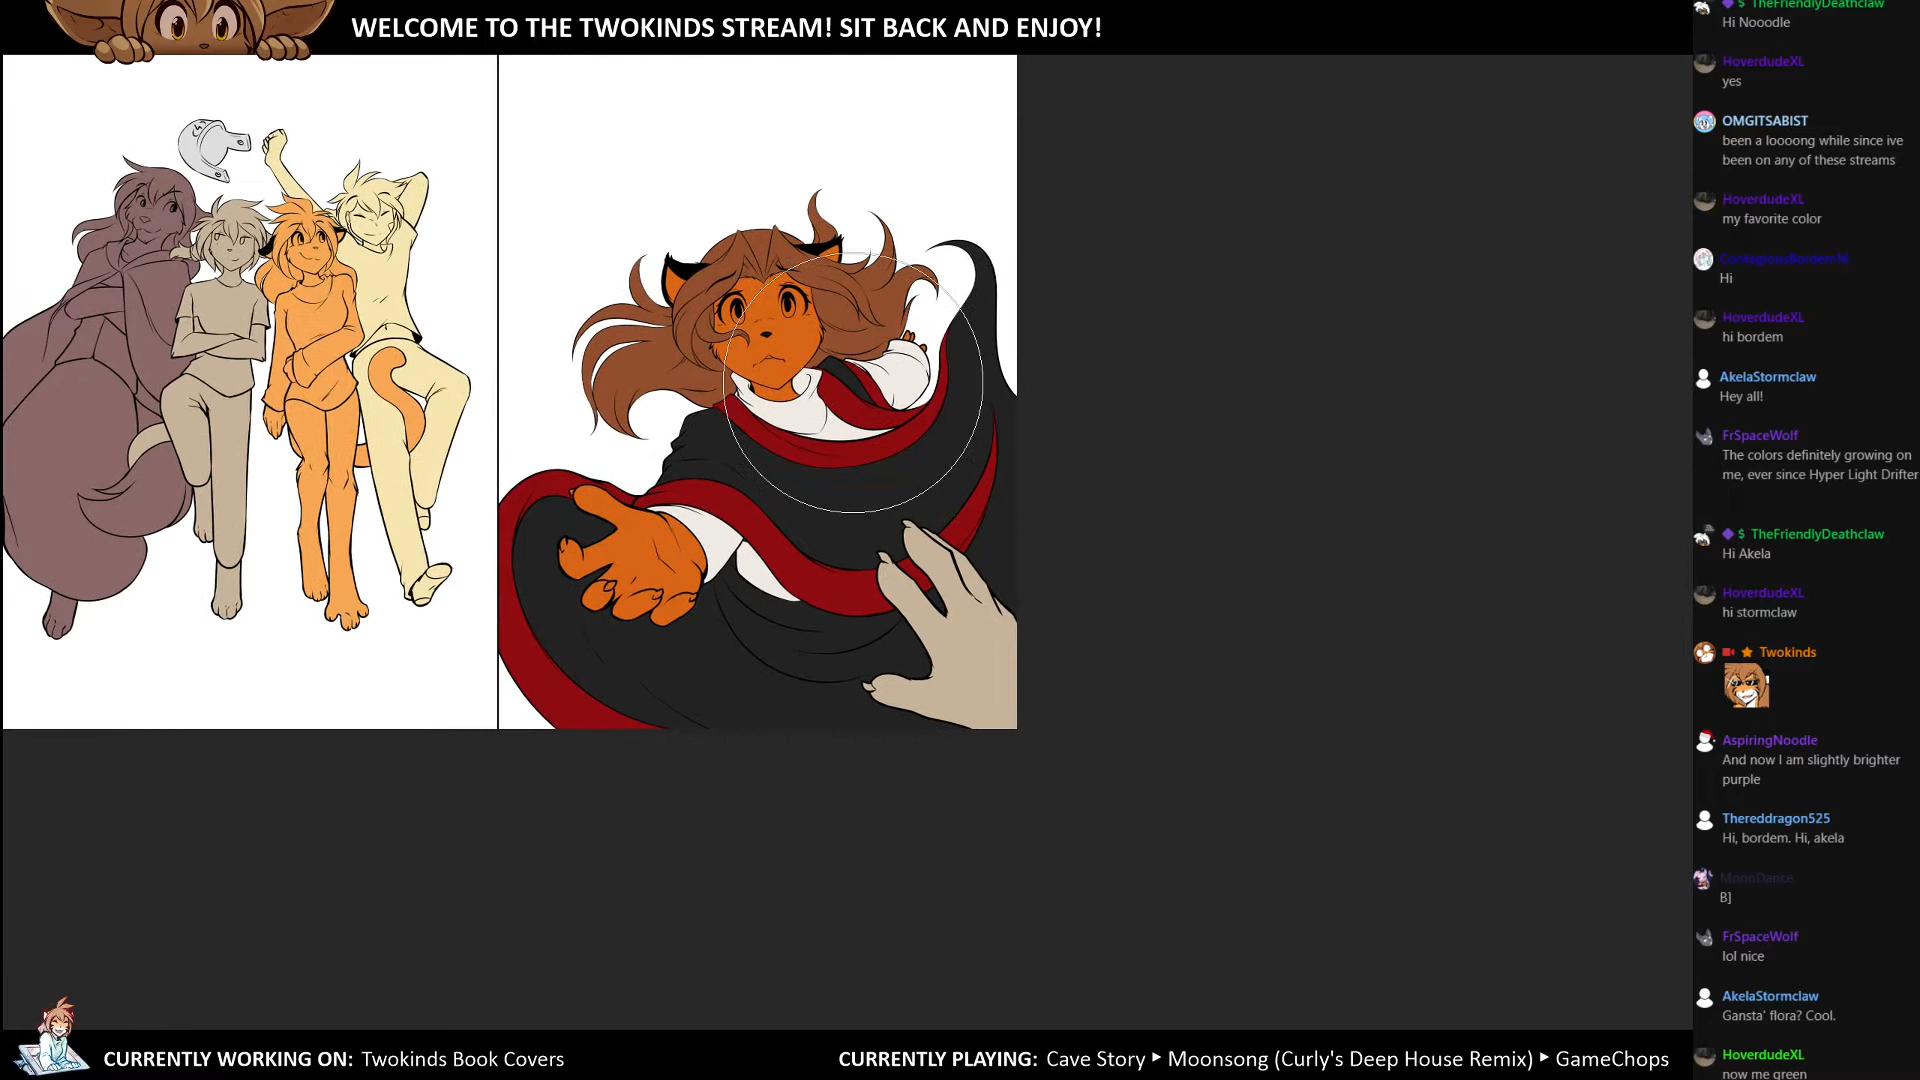 WELCOME TO THE TWOKINDS STREAM! SIT BACK AND ENJOY!
$ TheFriendlyDeathclaw
Hi Nooodle
HoverdudeXL
yes
OMGITSABIST
been a loooong while since ive
been on any of these streams
HoverdudeXL
my favorite color
ContagiousBordem16
Hi
HoverdudeXL
hi bordem
AkelaStormclaw
Hey all!
FrSpaceWolf
The colors definitely growing on
me, ever since Hyper Light Drifter
$ TheFriendlyDeathclaw
Hi Akela
HoverdudeXL
hi stormclaw
Twokinds
AspiringNoodle
And now I am slightly brighter
purple
Thereddragon525
Hi, bordem. Hi, akela
MoonDance
B]
FrSpaceWolf
lol nice
AkelaStormclaw
Gansta' flora? Cool.
HoverdudeXL
now me green
CURRENTLY WORKING ON: Twokinds Book Covers
CURRENTLY PLAYING: Cave Story ▸ Moonsong (Curly's Deep House Remix) ▸ GameChops